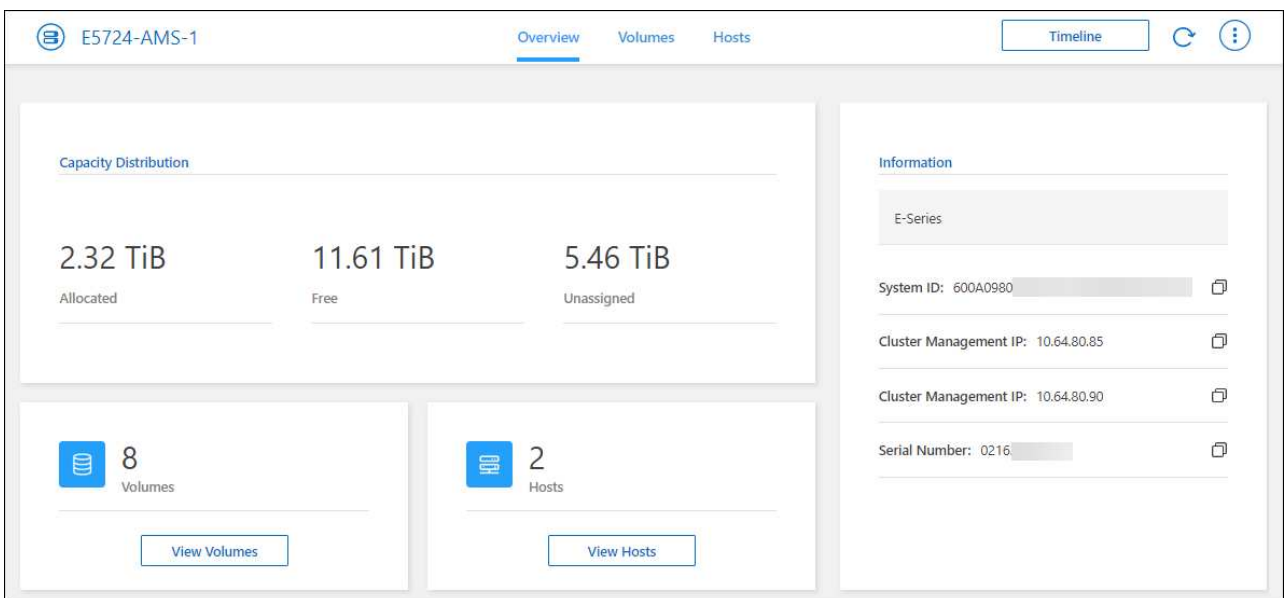 E5724-AMS-1
Overview Volumes Hosts
Timeline
Capacity Distribution
2.32 TiB 11.61 TiB 5.46 TiB
Allocated Free Unassigned
8
Volumes
View Volumes
2
Hosts
View Hosts
Information
E-Series
System ID: 600A0980
Cluster Management IP: 10.64.80.85
Cluster Management IP: 10.64.80.90
Serial Number: 0216